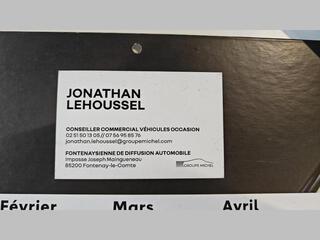 JONATHAN
LEHOUSSEL
CONSEILLER COMMERCIAL VÉHICULES OCCASION
02 51 50 13 05 // 07 56 95 85 76
jonathan.lehoussel@groupemichel.com
FONTENAYSIENNE DE DIFFUSION AUTOMOBILE
Impasse Joseph Maingueneau
85200 Fontenay-le-Comte
GROUPE MICHEL
Février Mars Avril